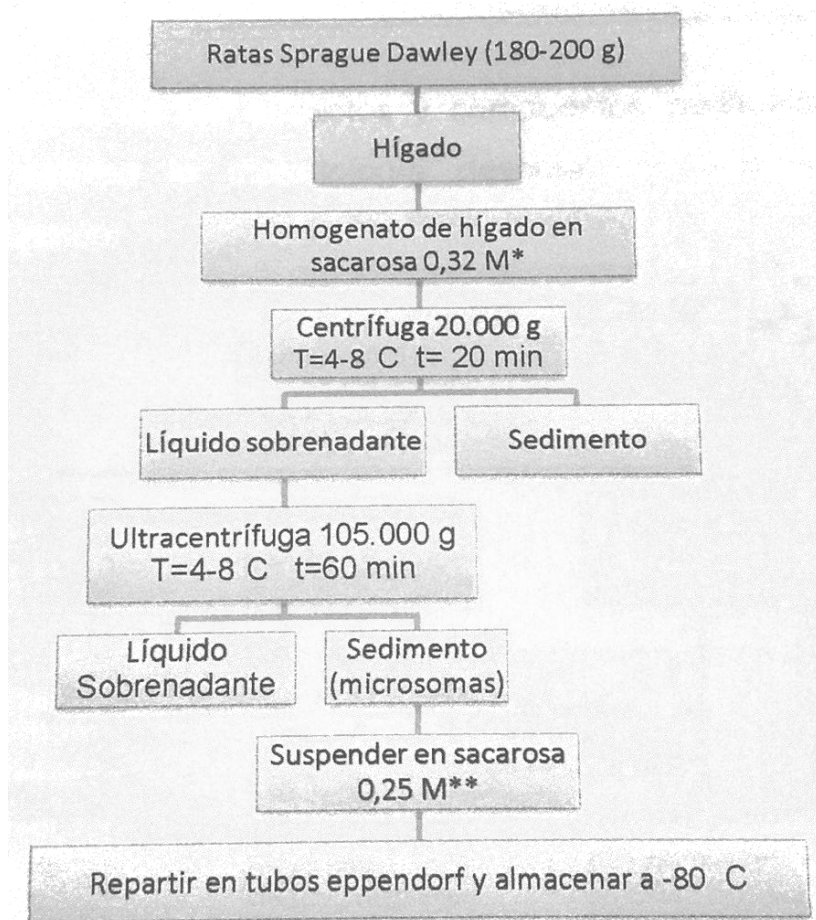 Ratas Sprague Dawley (180-200 g)
Hígado
Homogenato de hígado en
sacarosa 0,32 M*
Centrífuga 20.000 g
T=4-8 C t= 20 min
Líquido sobrenadante
Sedimento
Ultracentrífuga 105.000 g
T=4-8 C t=60 min
Líquido
Sobrenadante
Sedimento
(microsomas)
Suspender en sacarosa
0,25 M**
Repartir en tubos eppendorf y almacenar a -80 C